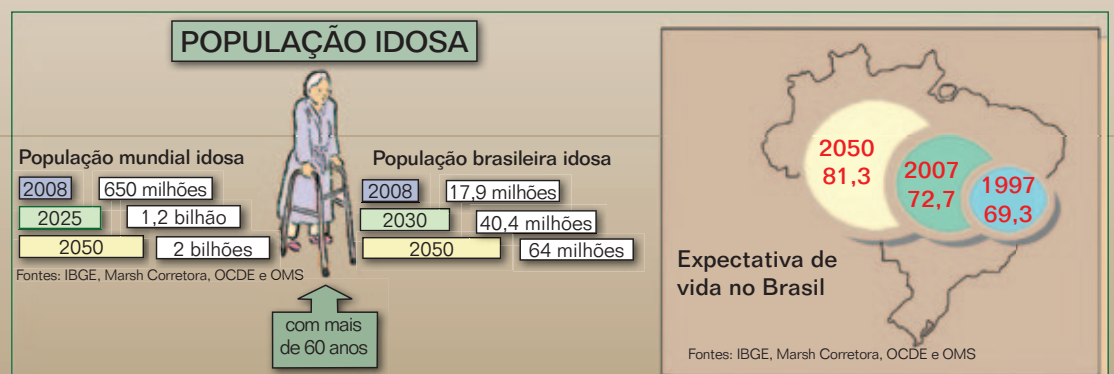 POPULAÇÃO IDOSA
População mundial idosa
2008 650 milhões
2025 1,2 bilhão
2050 2 bilhões
Fontes: IBGE, Marsh Corretora, OCDE e OMS
População brasileira idosa
2008 17,9 milhões
2030 40,4 milhões
2050 64 milhões
com mais
de 60 anos
2050
81,3
2007
72,7
1997
69,3
Expectativa de
vida no Brasil
Fontes: IBGE, Marsh Corretora, OCDE e OMS